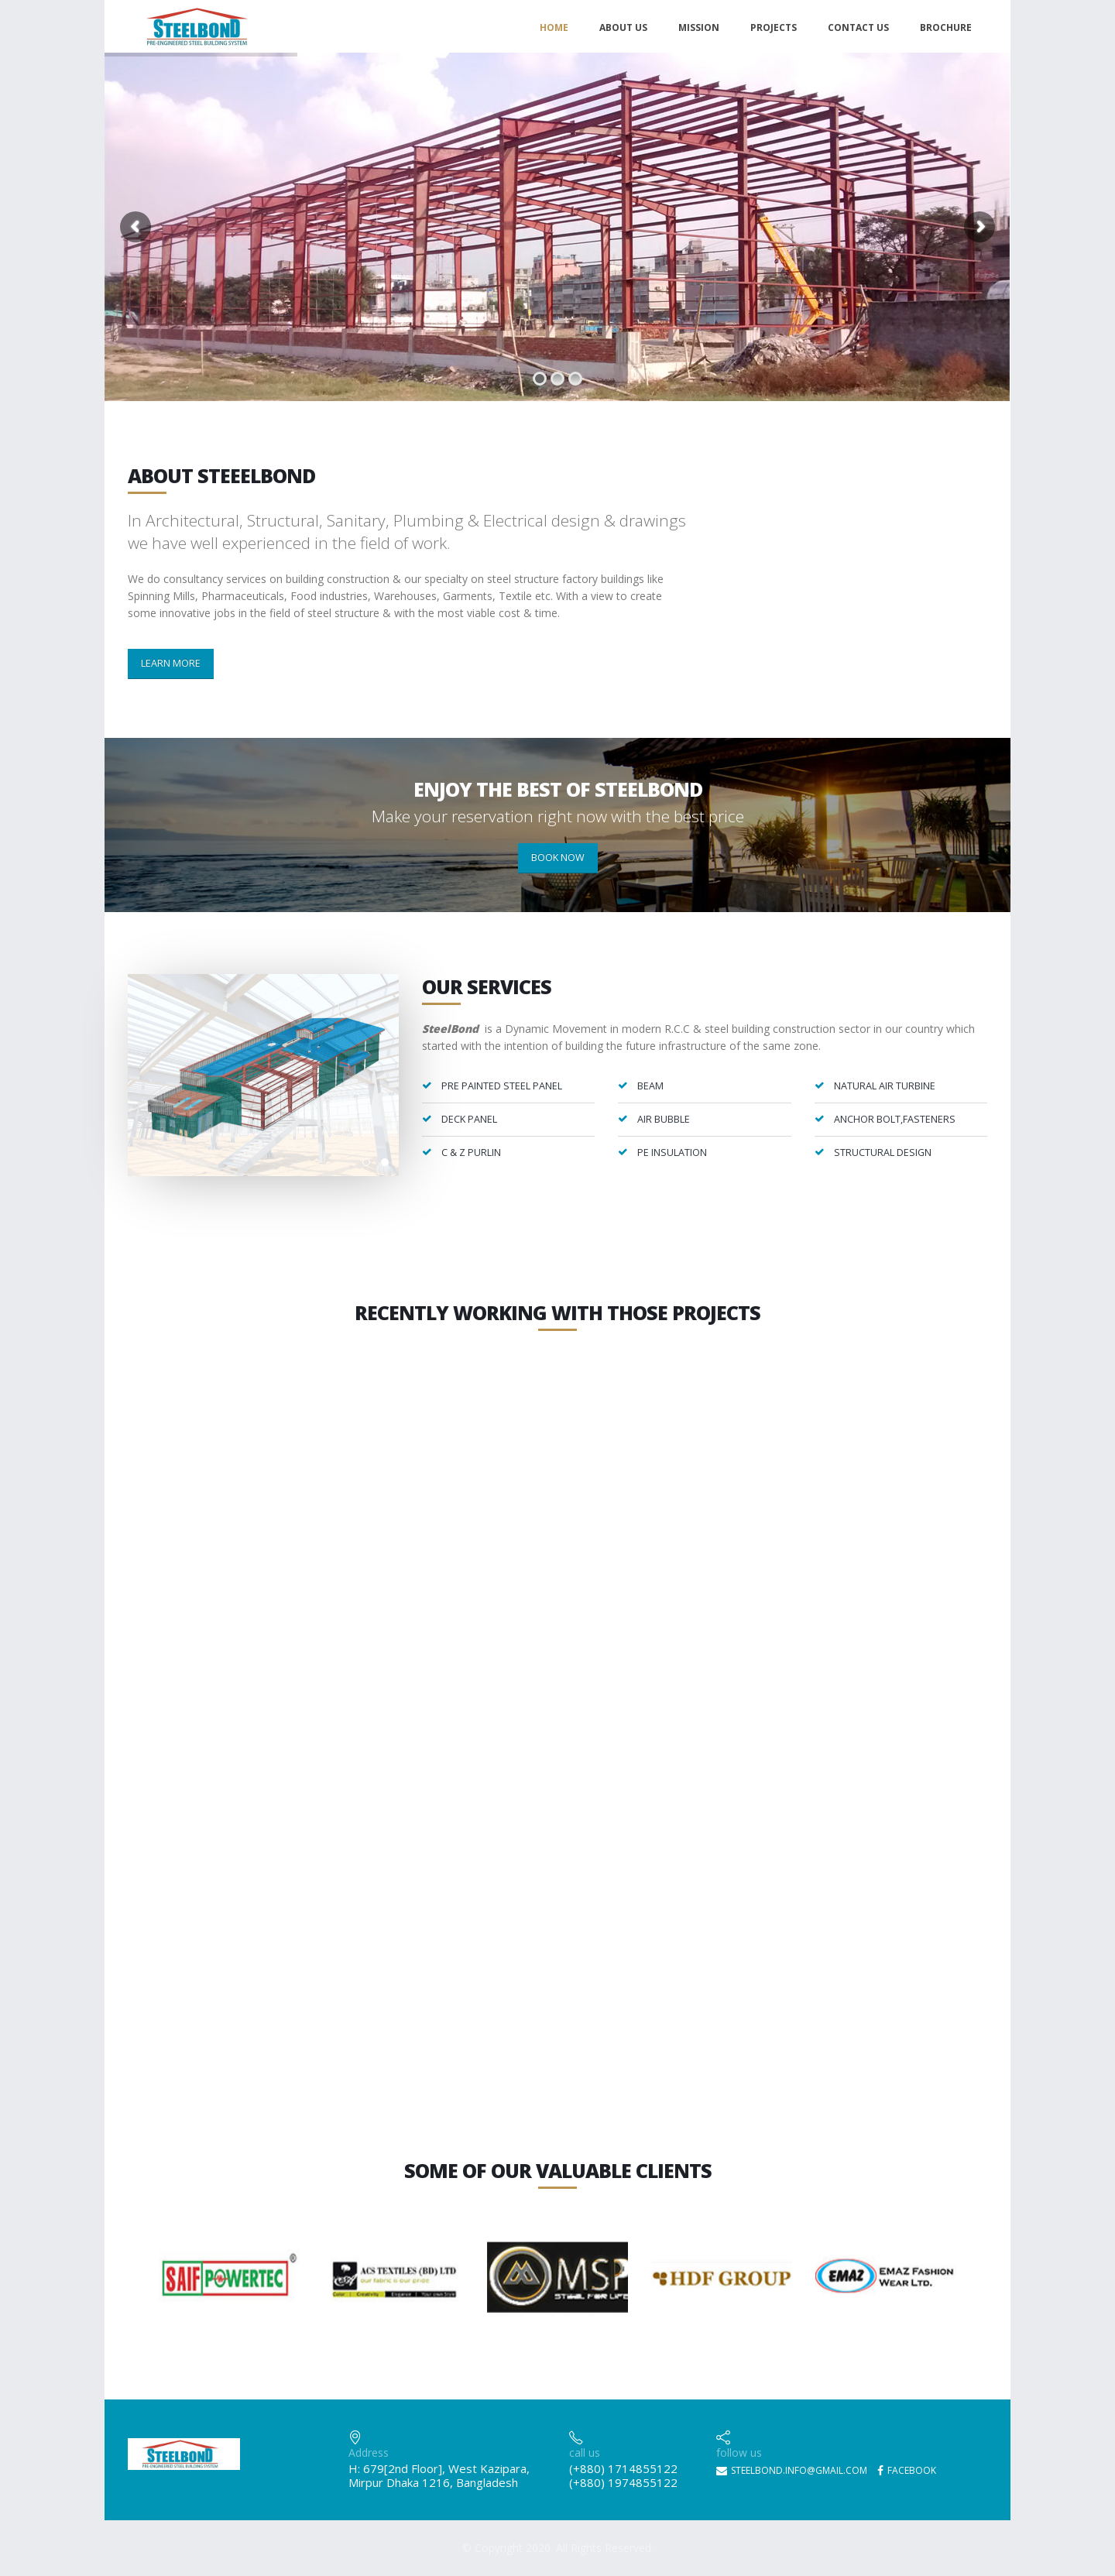 STEELBOND
PRE-ENGINEERED STEEL BUILDING SYSTEM
HOME ABOUT US MISSION PROJECTS CONTACT US BROCHURE
ABOUT STEEELBOND
In Architectural, Structural, Sanitary, Plumbing & Electrical design & drawings
we have well experienced in the field of work.
We do consultancy services on building construction & our specialty on steel structure factory buildings like
Spinning Mills, Pharmaceuticals, Food industries, Warehouses, Garments, Textile etc. With a view to create
some innovative jobs in the field of steel structure & with the most viable cost & time.
LEARN MORE
ENJOY THE BEST OF STEELBOND
Make your reservation right now with the best price
BOOK NOW
OUR SERVICES
SteelBond is a Dynamic Movement in modern R.C.C & steel building construction sector in our country which
started with the intention of building the future infrastructure of the same zone.
PRE PAINTED STEEL PANEL BEAM NATURAL AIR TURBINE
DECK PANEL AIR BUBBLE ANCHOR BOLT,FASTENERS
C & Z PURLIN PE INSULATION STRUCTURAL DESIGN
RECENTLY WORKING WITH THOSE PROJECTS
SOME OF OUR VALUABLE CLIENTS
SAIF POWERTEC ®
ACS TEXTILES (BD) LTD
our fabric is our pride
MSP
STEEL FOR LIFE
HDF GROUP
EMAZ
EMAZ FASHION
WEAR LTD.
STEELBOND
PRE-ENGINEERED STEEL BUILDING SYSTEM
Address
H: 679[2nd Floor], West Kazipara,
Mirpur Dhaka 1216, Bangladesh
call us
(+880) 1714855122
(+880) 1974855122
follow us
STEELBOND.INFO@GMAIL.COM FACEBOOK
© Copyright 2020. All Rights Reserved.